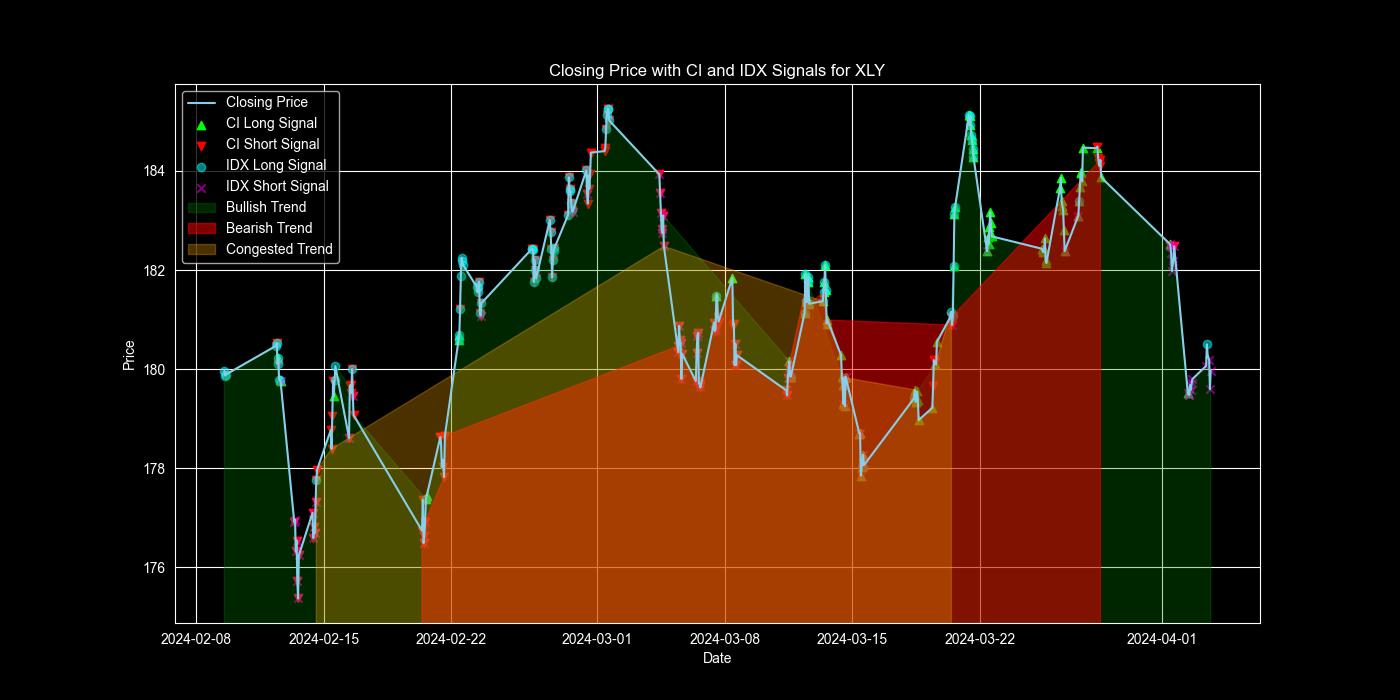 Closing Price with CI and IDX Signals for XLY
Closing Price
CI Long Signal
CI Short Signal
IDX Long Signal
IDX Short Signal
Bullish Trend
Bearish Trend
Congested Trend
Price
184
182
180
178
176
2024-02-08 2024-02-15 2024-02-22 2024-03-01 2024-03-08 2024-03-15 2024-03-22 2024-04-01
Date